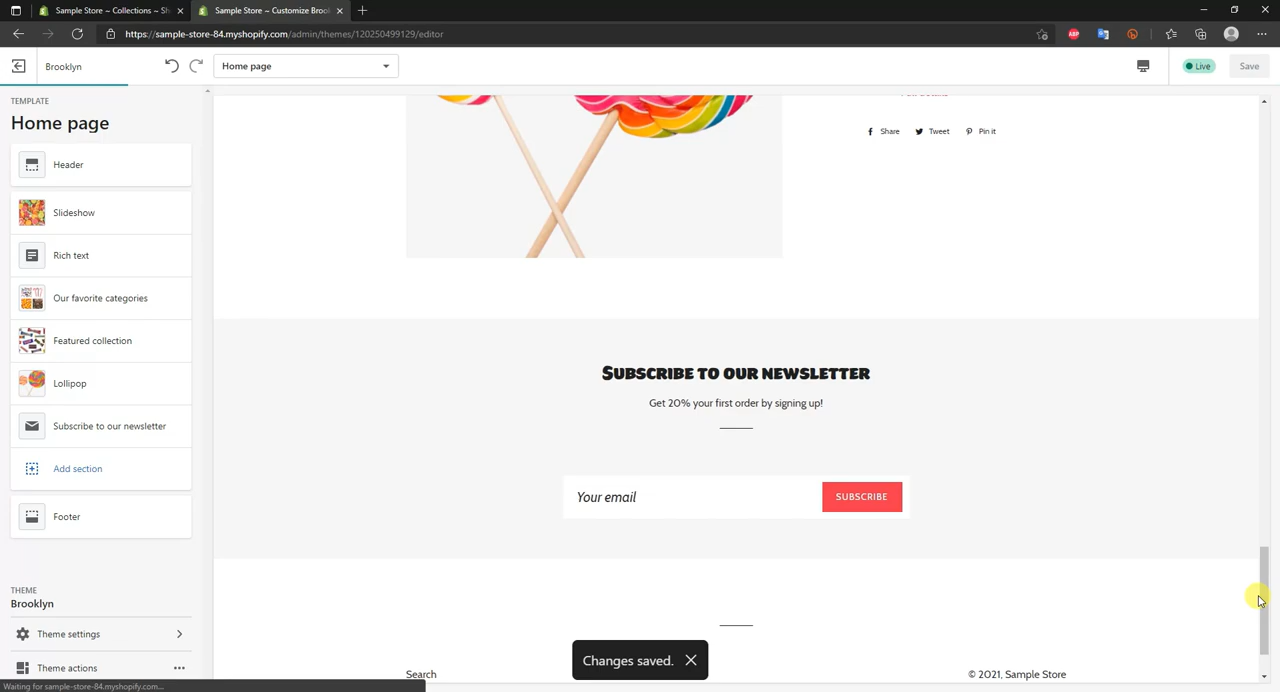 Sample Store ~ Collections ~ Sh
Sample Store ~ Customize Brook
https://sample-store-84.myshopify.com/admin/themes/120250499129/editor
ABP
Brooklyn
Home page
Live
Save
TEMPLATE
Home page
Header
Slideshow
Rich text
Our favorite categories
Featured collection
Lollipop
Subscribe to our newsletter
Add section
Footer
THEME
Brooklyn
Theme settings
Theme actions
Waiting for sample-store-84.myshopify.com...
Share
Tweet
Pin it
Subscribe to our newsletter
Get 20% your first order by signing up!
Your email
SUBSCRIBE
Changes saved.
Search
© 2021, Sample Store